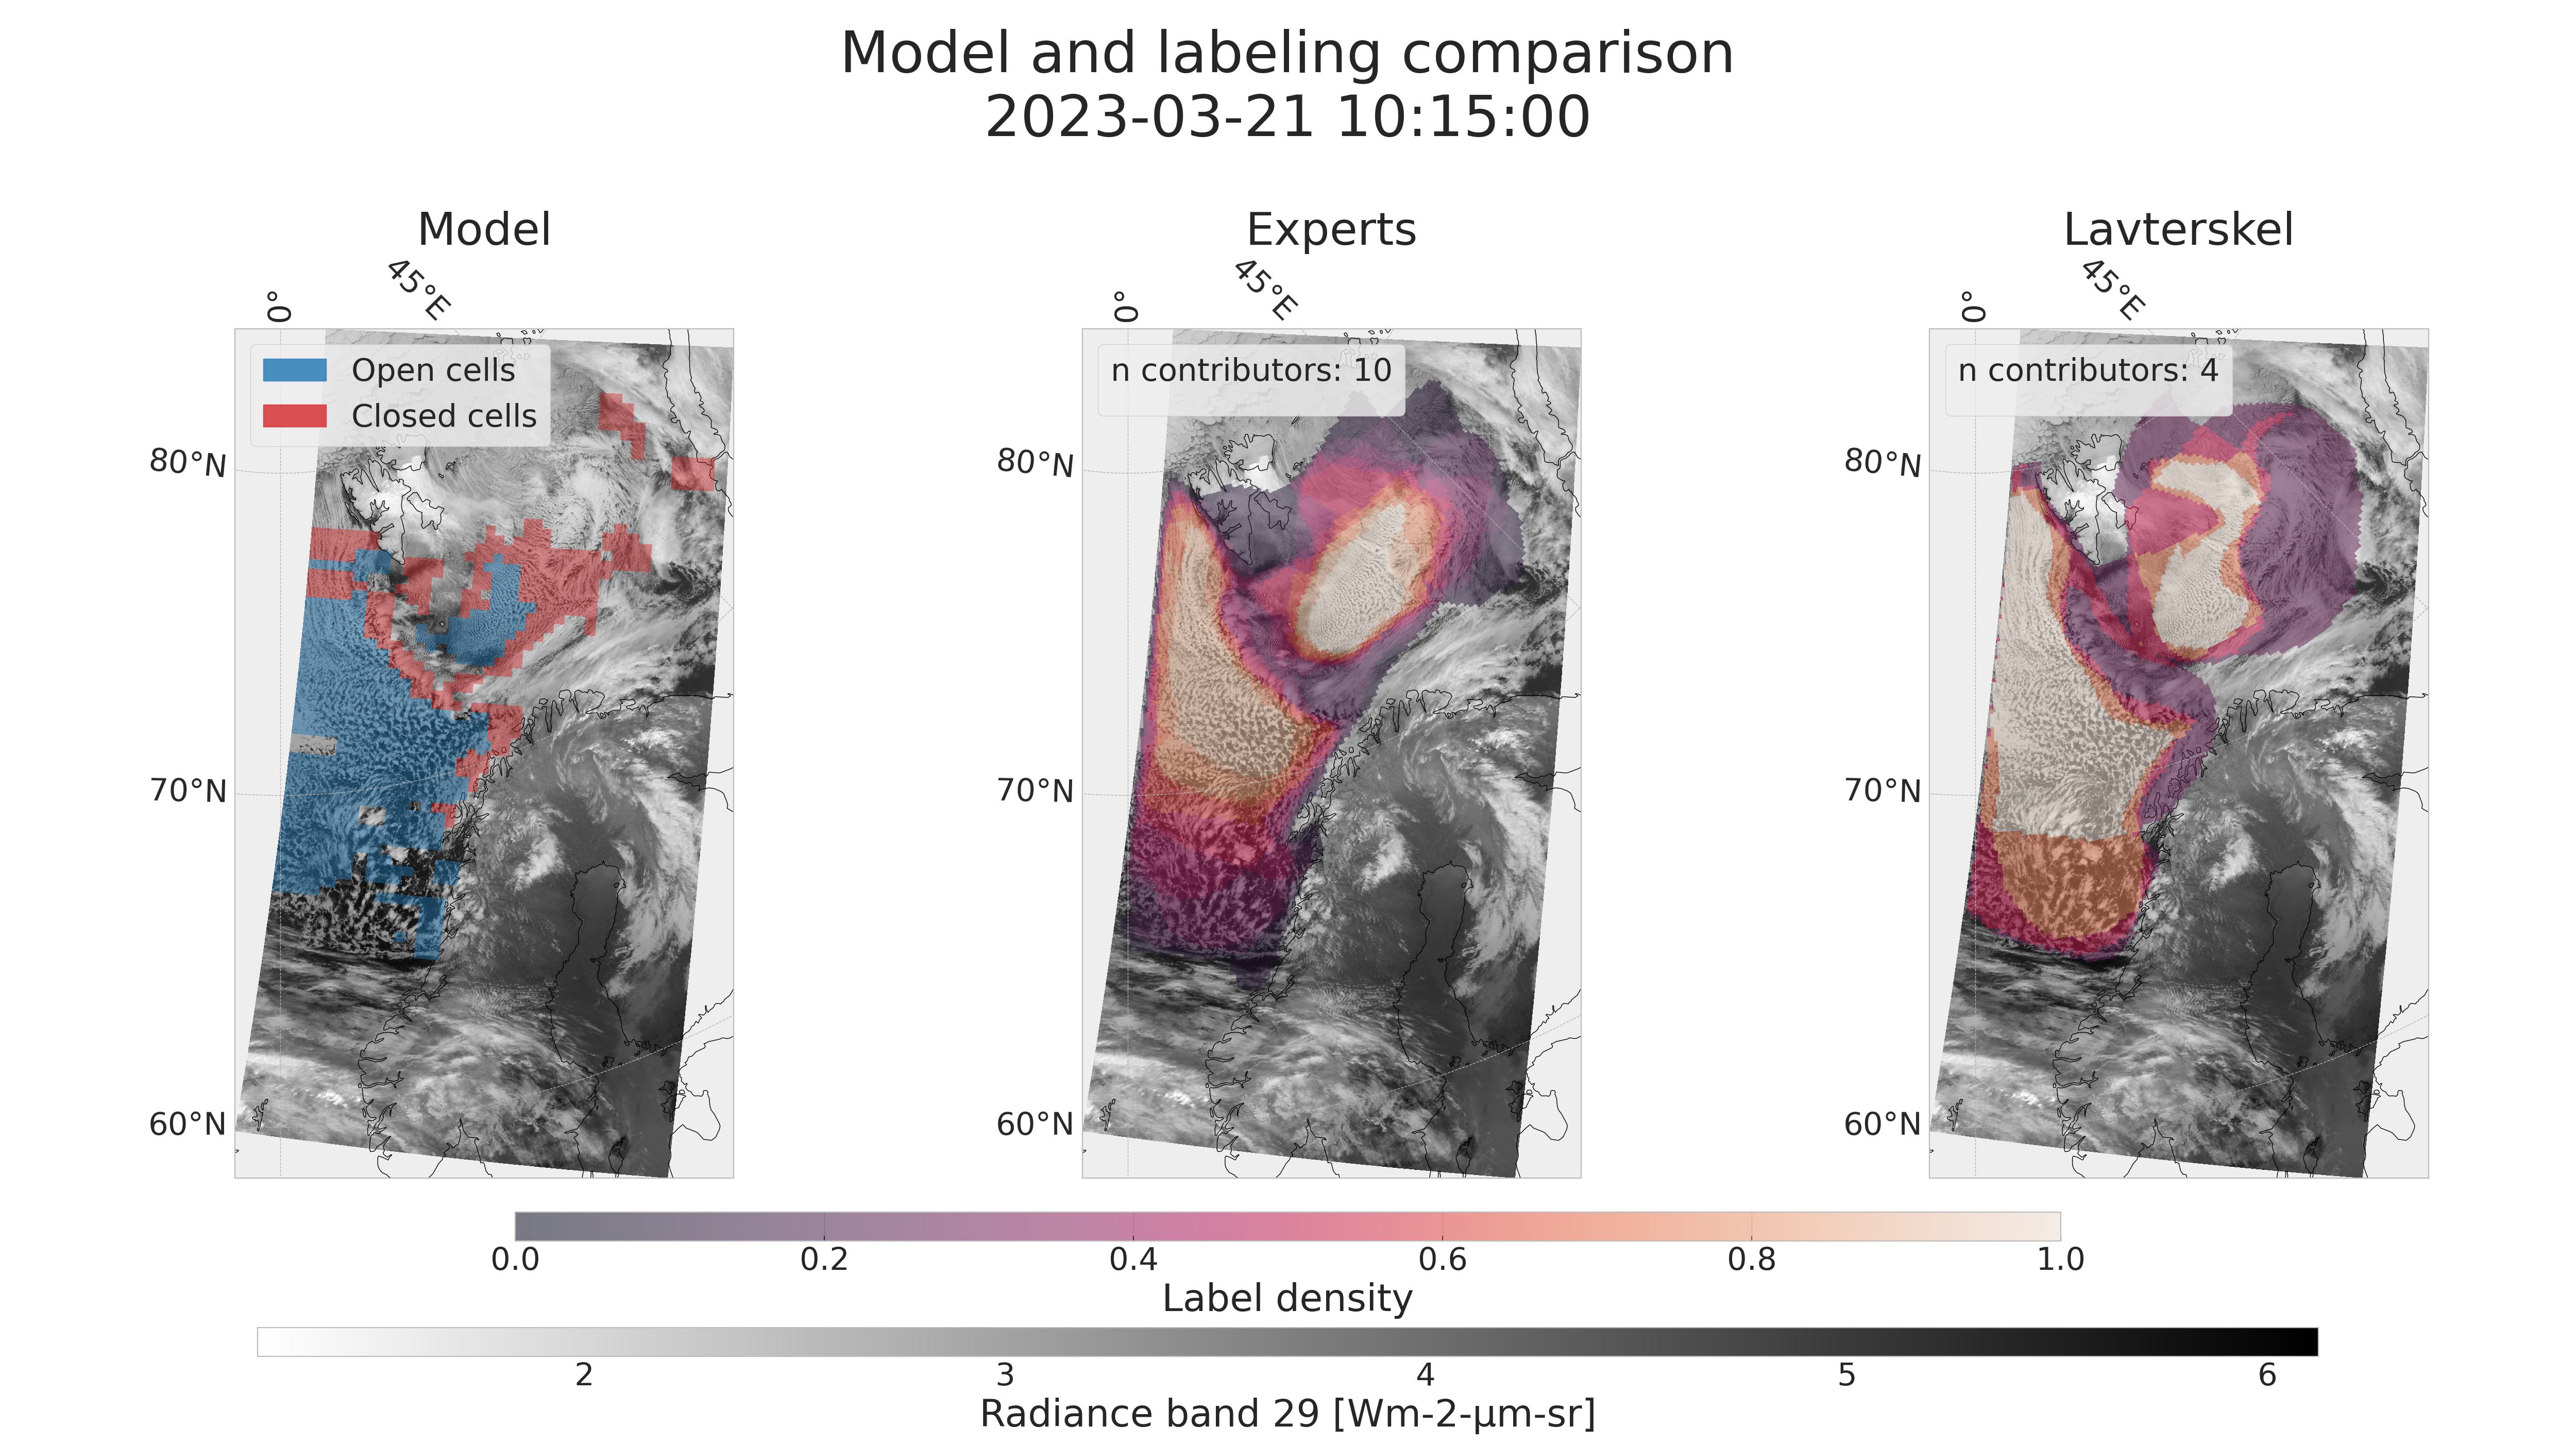 Model and labeling comparison
2023-03-21 10:15:00
Model
Experts
Lavterskel
0°
45°E
0°
45°E
0°
45°E
Open cells
Closed cells
n contributors: 10
n contributors: 4
80°N
70°N
60°N
80°N
70°N
60°N
80°N
70°N
60°N
0.0 0.2 0.4 0.6 0.8 1.0
Label density
2 3 4 5 6
Radiance band 29 [Wm-2-μm-sr]